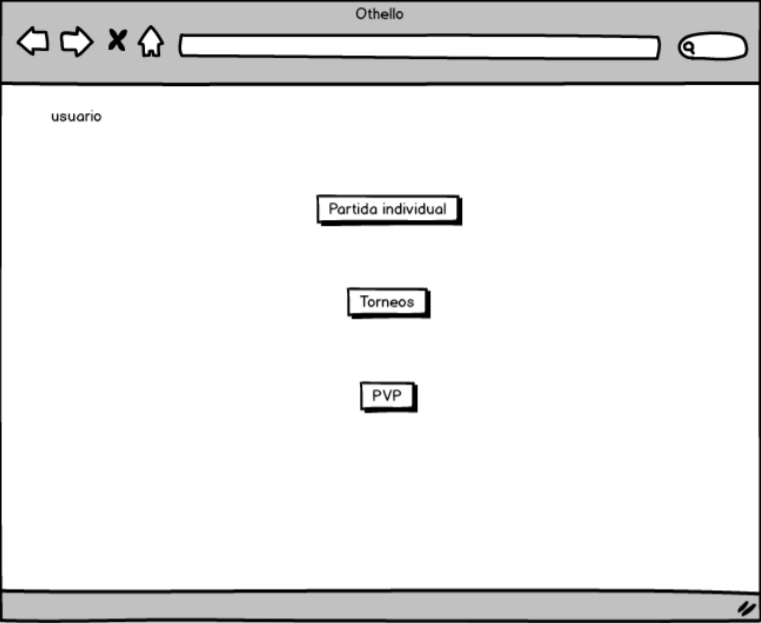 Othello
usuario
Partida individual
Torneos
PVP